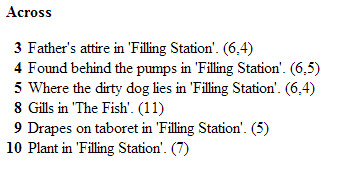 Across
3 Father's attire in 'Filling Station'. (6,4)
4 Found behind the pumps in 'Filling Station'. (6,5)
5 Where the dirty dog lies in 'Filling Station'. (6,4)
8 Gills in 'The Fish'. (11)
9 Drapes on taboret in 'Filling Station'. (5)
10 Plant in 'Filling Station'. (7)